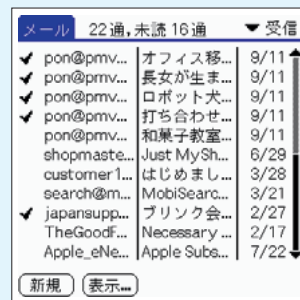 メール 22通,未読 16通 ▼ 受信
✔ pon@pmv... オフィス移... 9/11
✔ pon@pmv... 長女が生ま... 9/11
✔ pon@pmv... ロボット犬... 9/11
✔ pon@pmv... 打ち合わせ... 9/11
pon@pmv... 和菓子教室... 9/11
shopmaste... Just MySh... 6/29
customer1... はじめまし... 3/28
search@m... MobiSearc... 3/21
✔ japansupp... ブリンク会... 2/27
TheGoodF... Necessary ... 2/17
Apple_eNe... Apple Subs... 7/22
新規 表示...